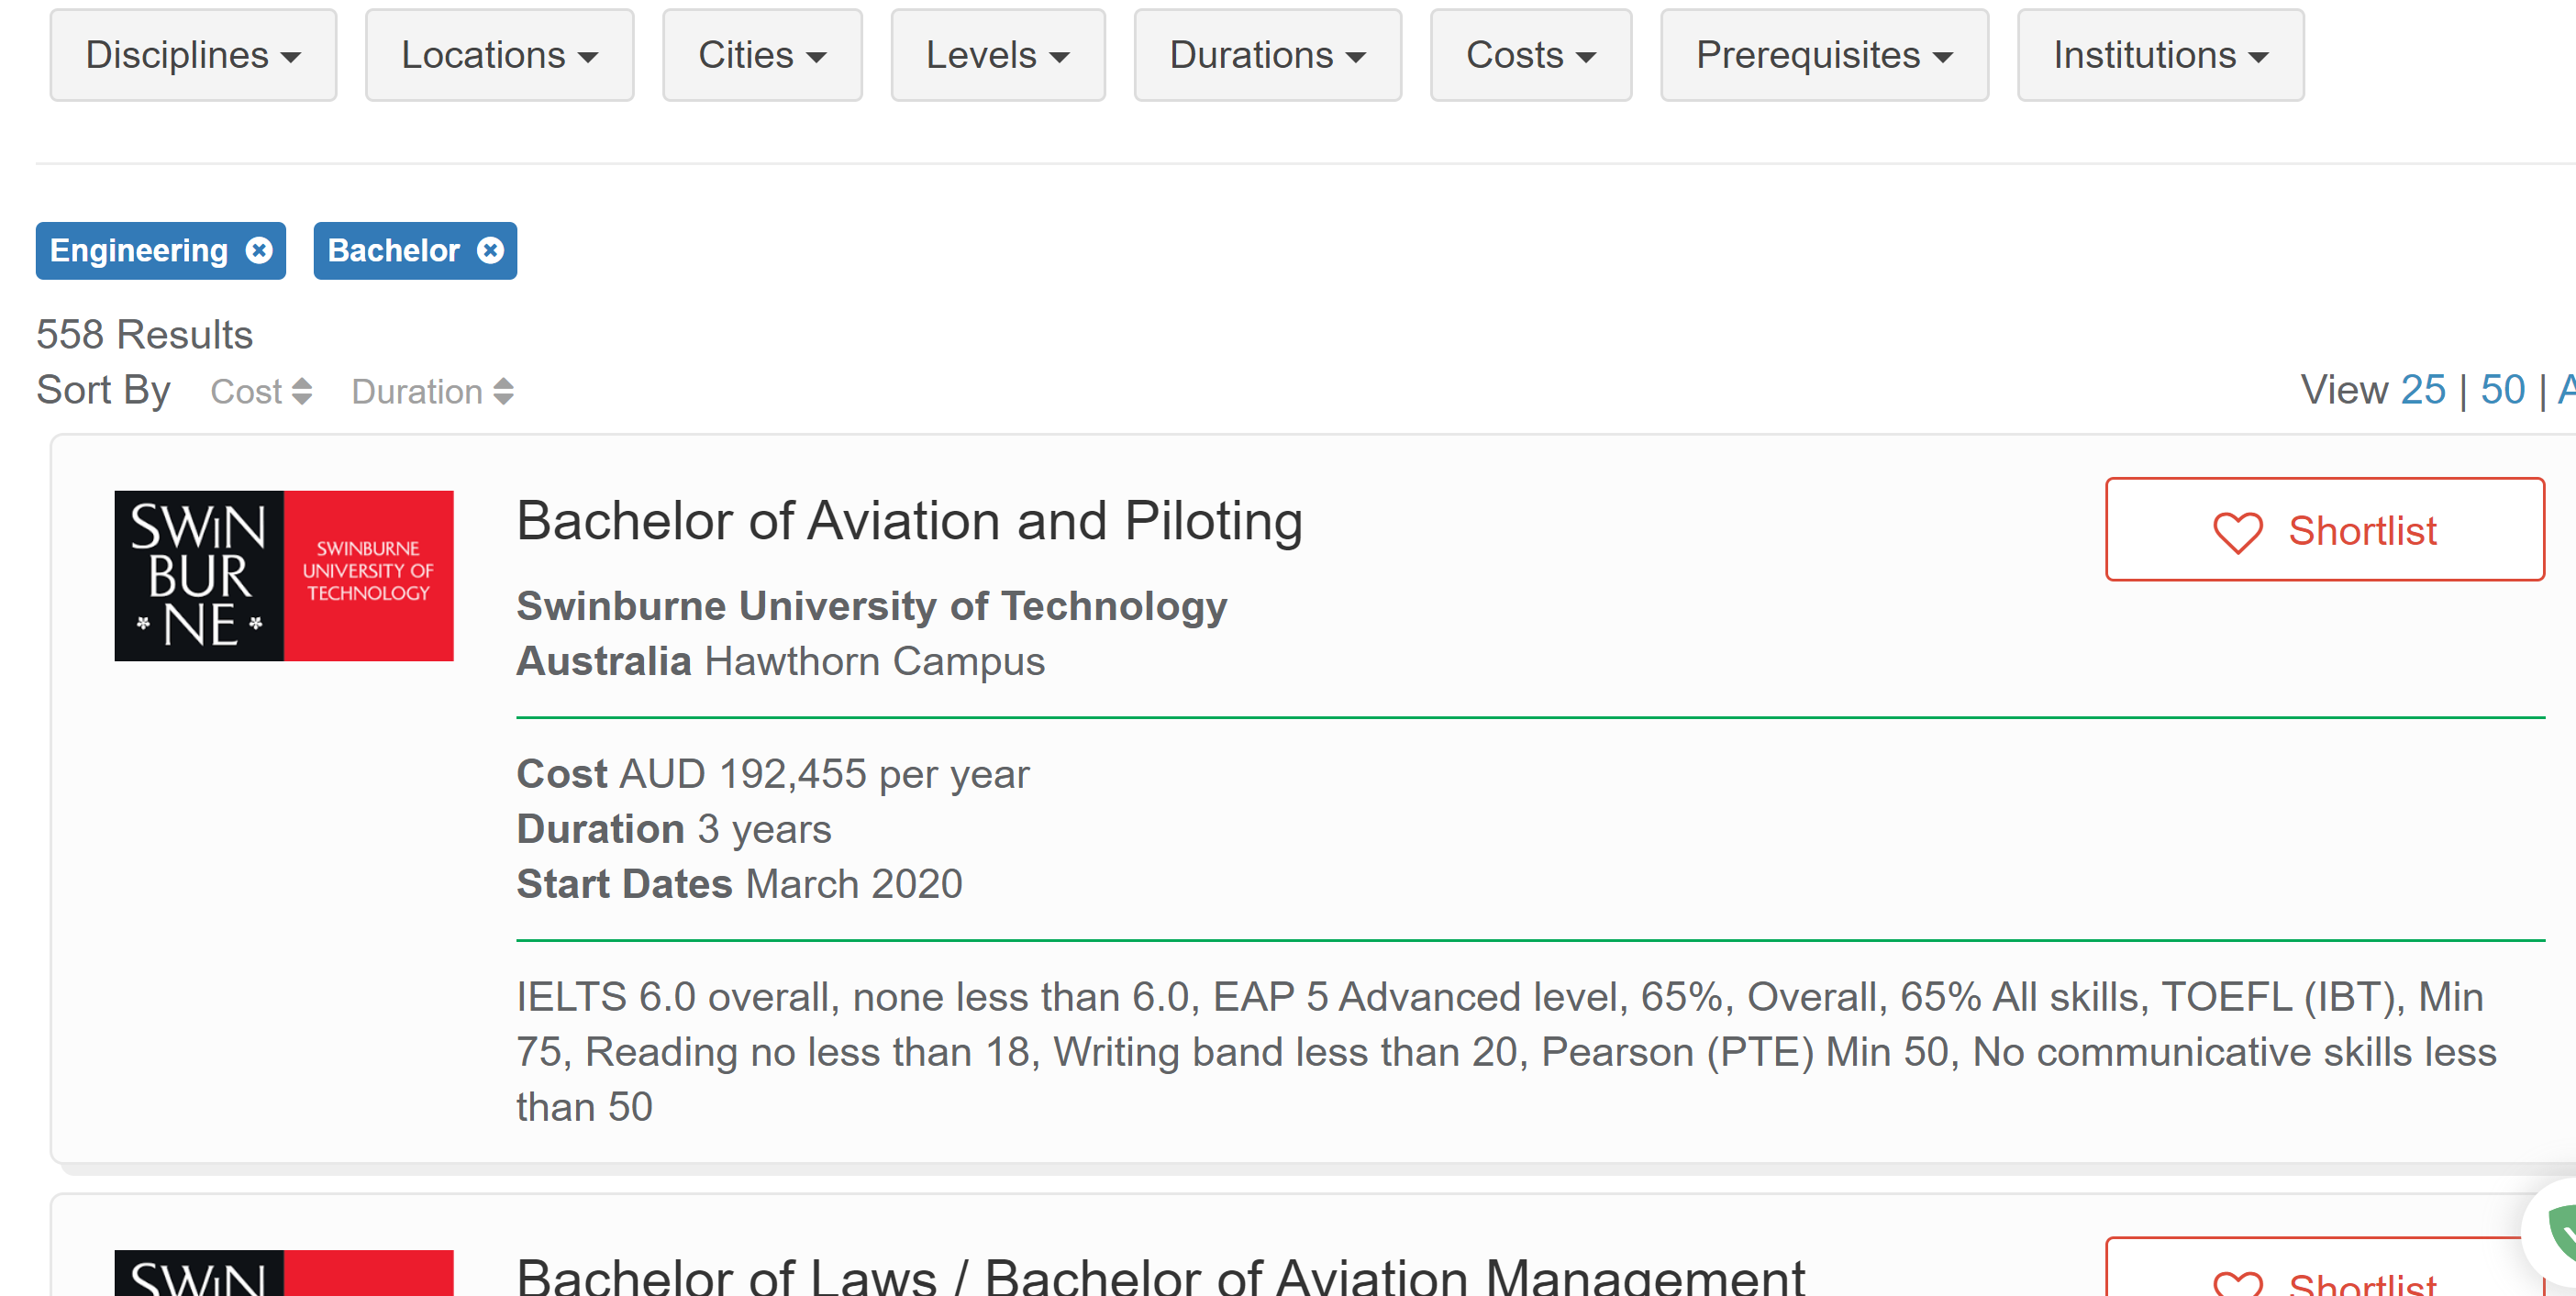 Disciplines Locations Cities Levels Durations Costs Prerequisites Institutions
Engineering Bachelor
558 Results
Sort By Cost Duration View 25 | 50 |
SWIN
BUR
NE
SWINBURNE
UNIVERSITY OF
TECHNOLOGY
Bachelor of Aviation and Piloting
Shortlist
Swinburne University of Technology
Australia Hawthorn Campus
Cost AUD 192,455 per year
Duration 3 years
Start Dates March 2020
IELTS 6.0 overall, none less than 6.0, EAP 5 Advanced level, 65%, Overall, 65% All skills, TOEFL (IBT), Min
75, Reading no less than 18, Writing band less than 20, Pearson (PTE) Min 50, No communicative skills less
than 50
SWIN
Bachelor of Laws / Bachelor of Aviation Management
Shortlist